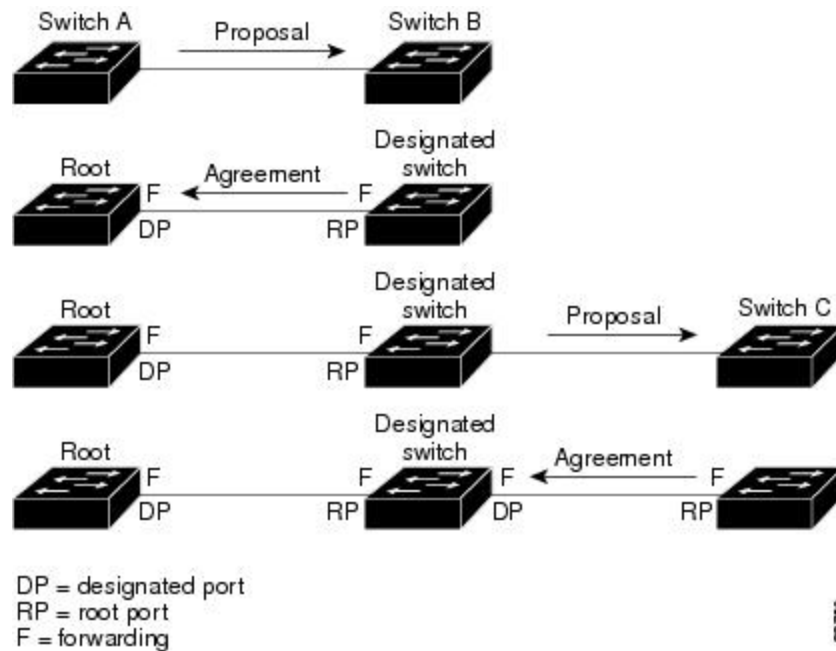 Switch A
Proposal
Switch B
Root
F
Agreement
F
Designated
switch
DP
RP
Root
F
F
Designated
switch
Proposal
Switch C
DP
RP
Root
F
F
Designated
switch
F
Agreement
F
DP
RP
DP
RP
DP = designated port
RP = root port
F = forwarding